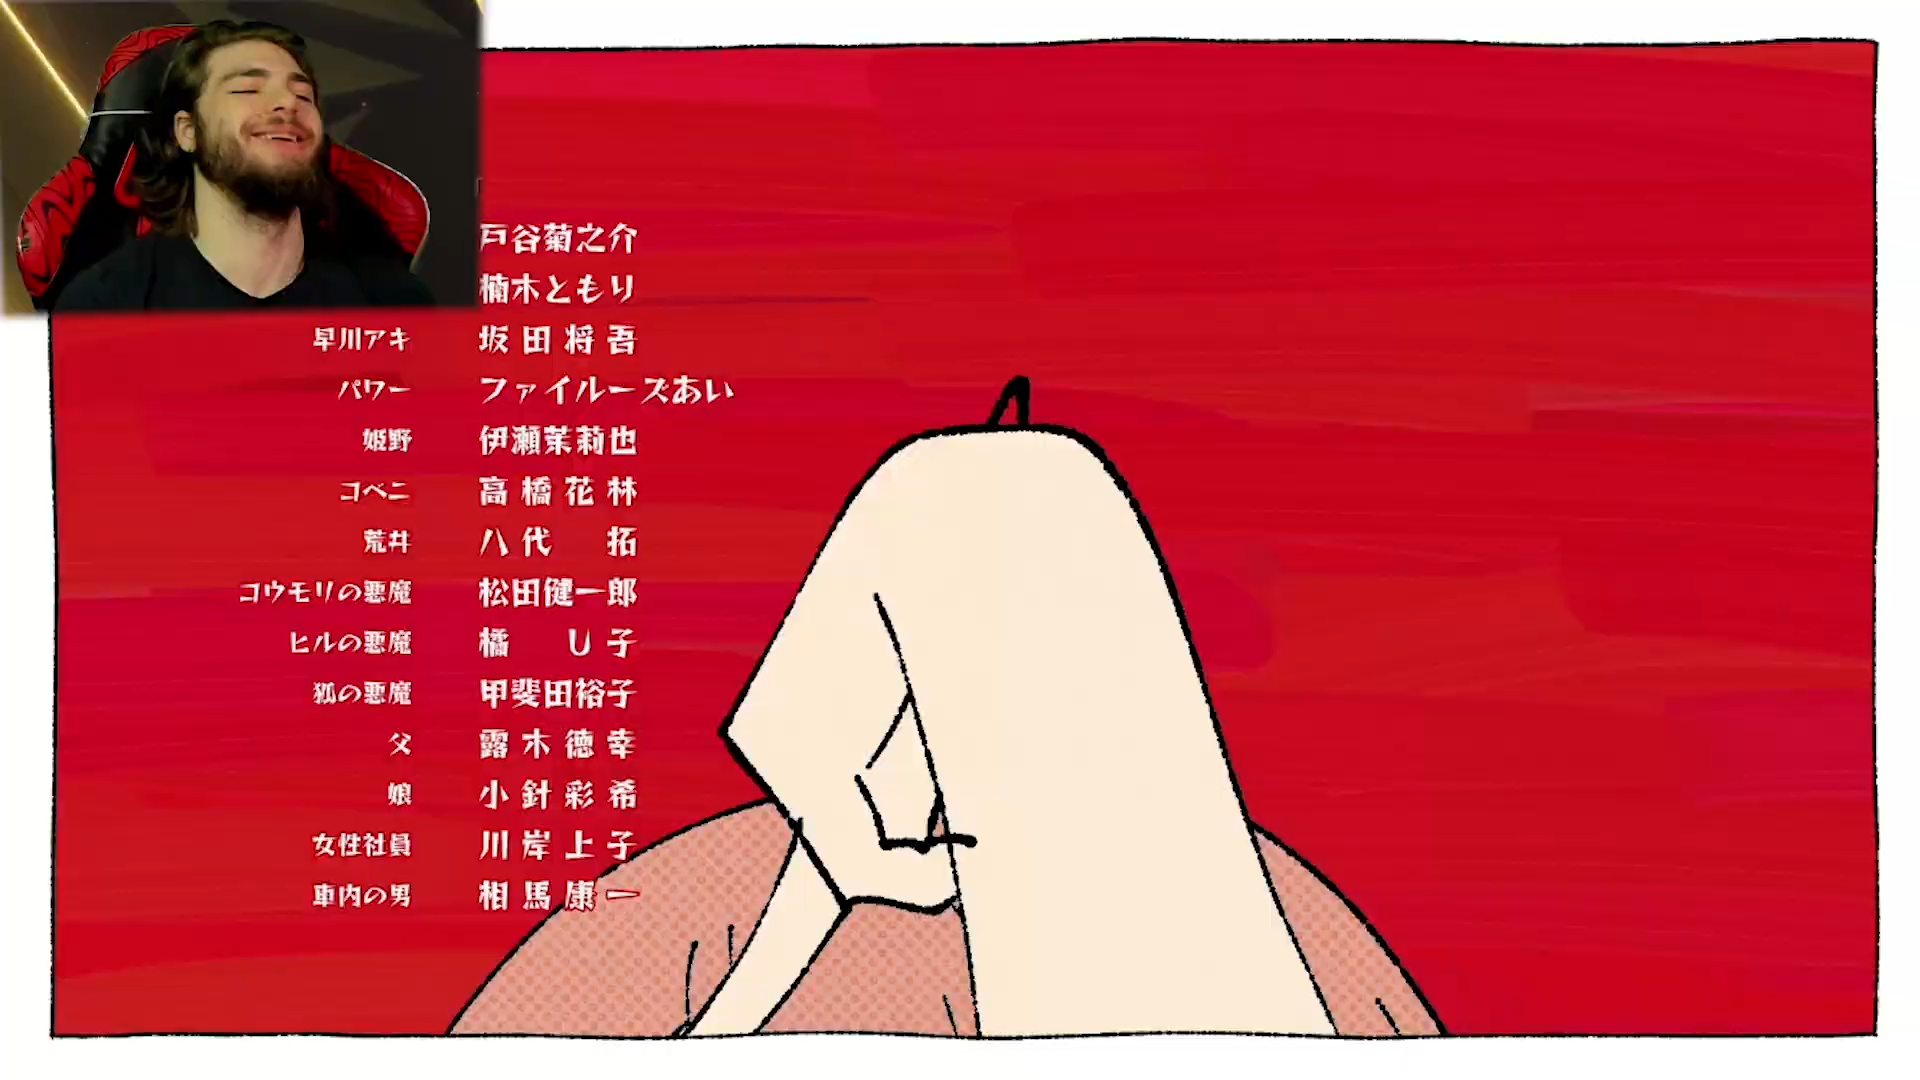 戸谷菊之介
楠木ともり
早川アキ 坂田将吾
パワー ファイルーズあい
姫野 伊瀬茉莉也
コベニ 高橋花林
荒井 八代 拓
コウモリの悪魔 松田健一郎
ヒルの悪魔 橘 U子
狐の悪魔 甲斐田裕子
父 露木徳幸
娘 小針彩希
女性社員 川岸上子
車内の男 相馬康一